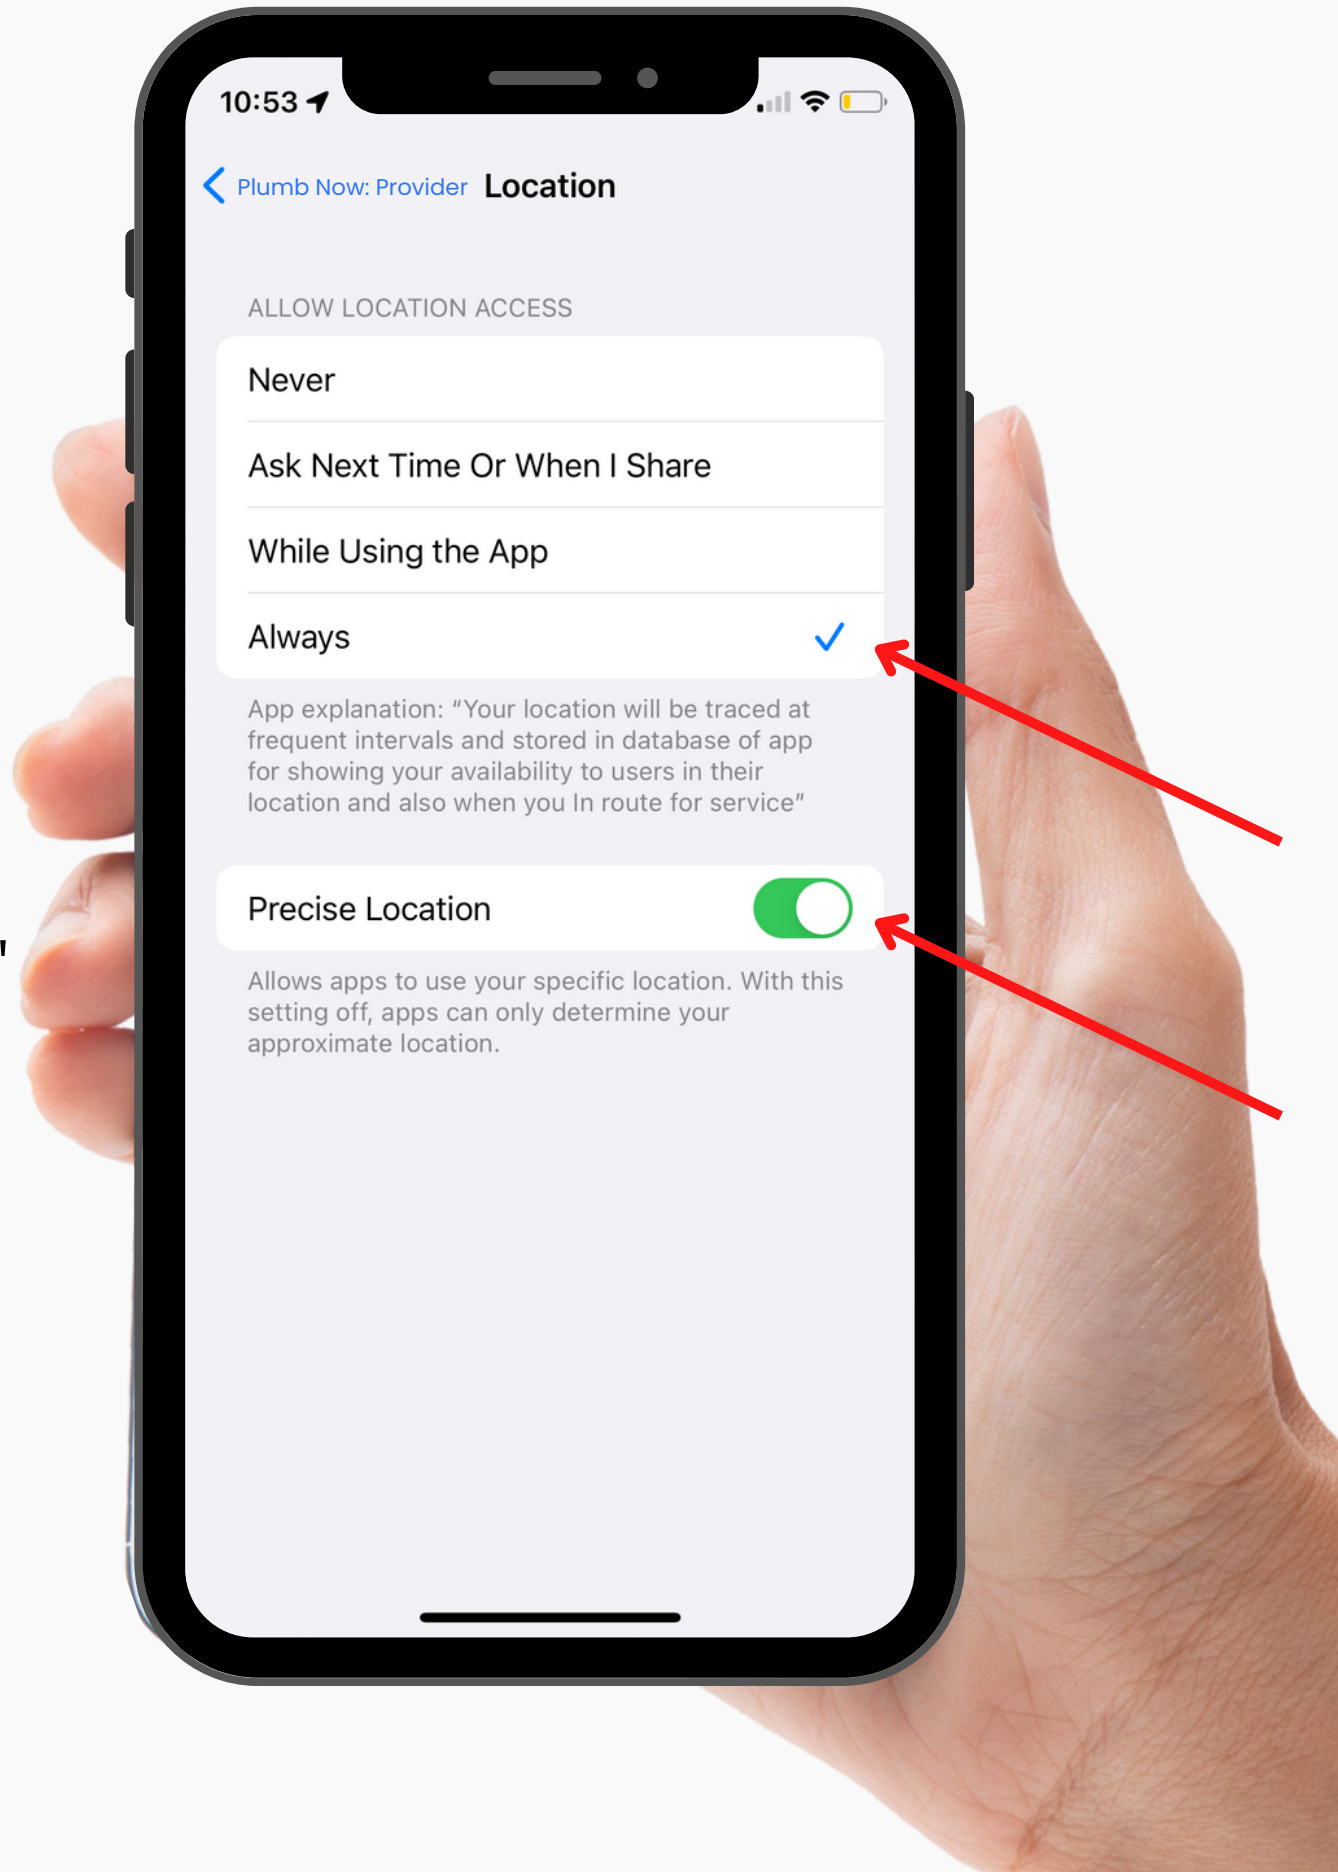 10:53
Plumb Now: Provider Location
ALLOW LOCATION ACCESS
Never
Ask Next Time Or When I Share
While Using the App
Always
App explanation: “Your location will be traced at
frequent intervals and stored in database of app
for showing your availability to users in their
location and also when you In route for service”
Precise Location
"
Allows apps to use your specific location. With this
setting off, apps can only determine your
approximate location.